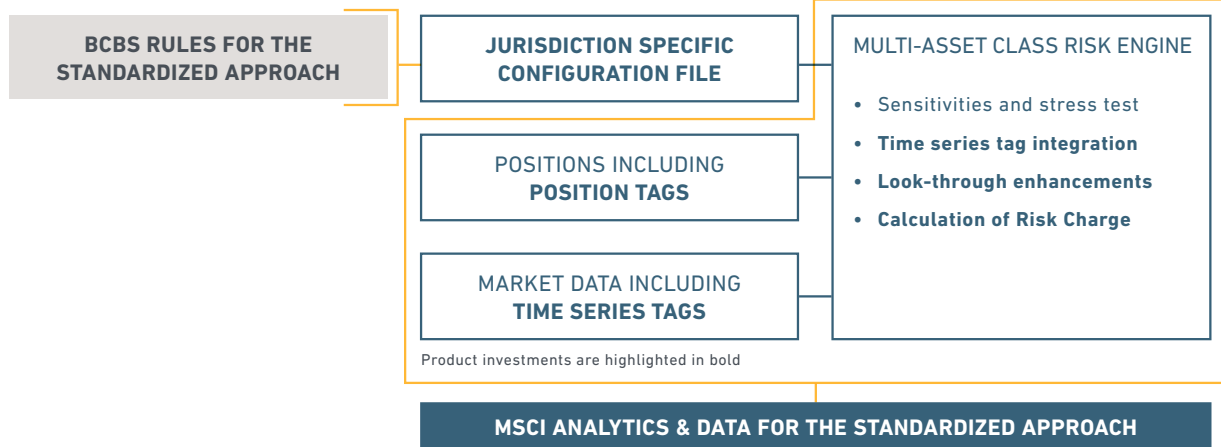 BCBS RULES FOR THE
STANDARDIZED APPROACH
JURISDICTION SPECIFIC
CONFIGURATION FILE
POSITIONS INCLUDING
POSITION TAGS
MARKET DATA INCLUDING
TIME SERIES TAGS
Product investments are highlighted in bold
MULTI-ASSET CLASS RISK ENGINE
• Sensitivities and stress test
• Time series tag integration
• Look-through enhancements
• Calculation of Risk Charge
MSCI ANALYTICS & DATA FOR THE STANDARDIZED APPROACH